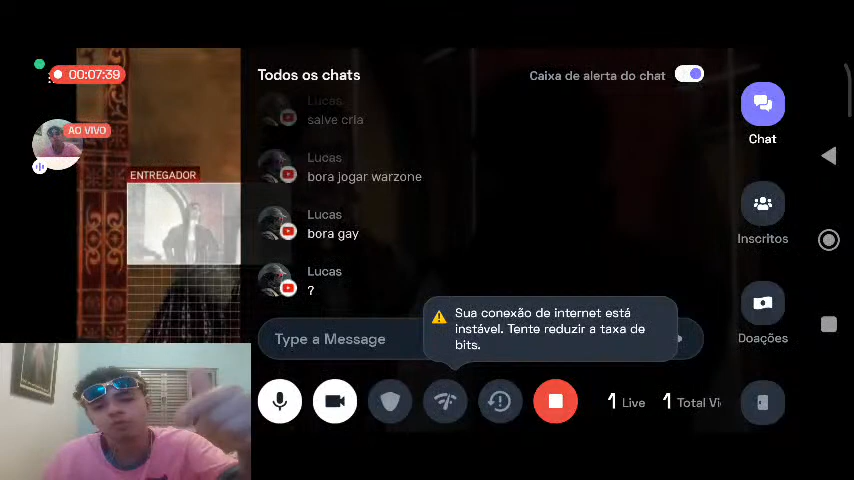 00:07:39
Todos os chats
Caixa de alerta do chat
AO VIVO
Lucas
salve cria
Chat
Lucas
bora jogar warzone
ENTREGADOR
Lucas
bora gay
Inscritos
Lucas
?
Sua conexão de internet está
instável. Tente reduzir a taxa de
bits.
Type a Message
Doações
1 Live
1 Total Vi